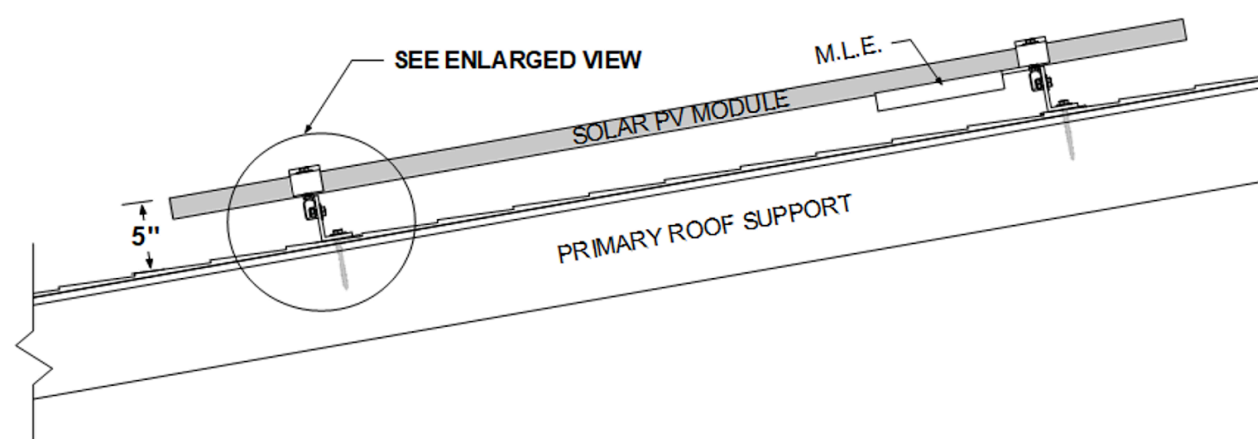 SEE ENLARGED VIEW
M.L.E.
SOLAR PV MODULE
5"
PRIMARY ROOF SUPPORT